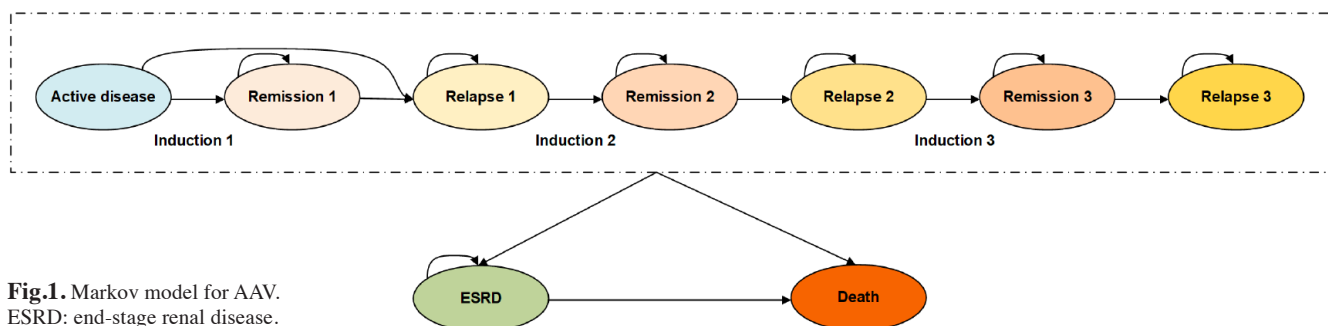 Active disease
Remission 1
Relapse 1
Remission 2
Relapse 2
Remission 3
Relapse 3
Induction 1
Induction 2
Induction 3
ESRD
Death
Fig.1. Markov model for AAV.
ESRD: end-stage renal disease.